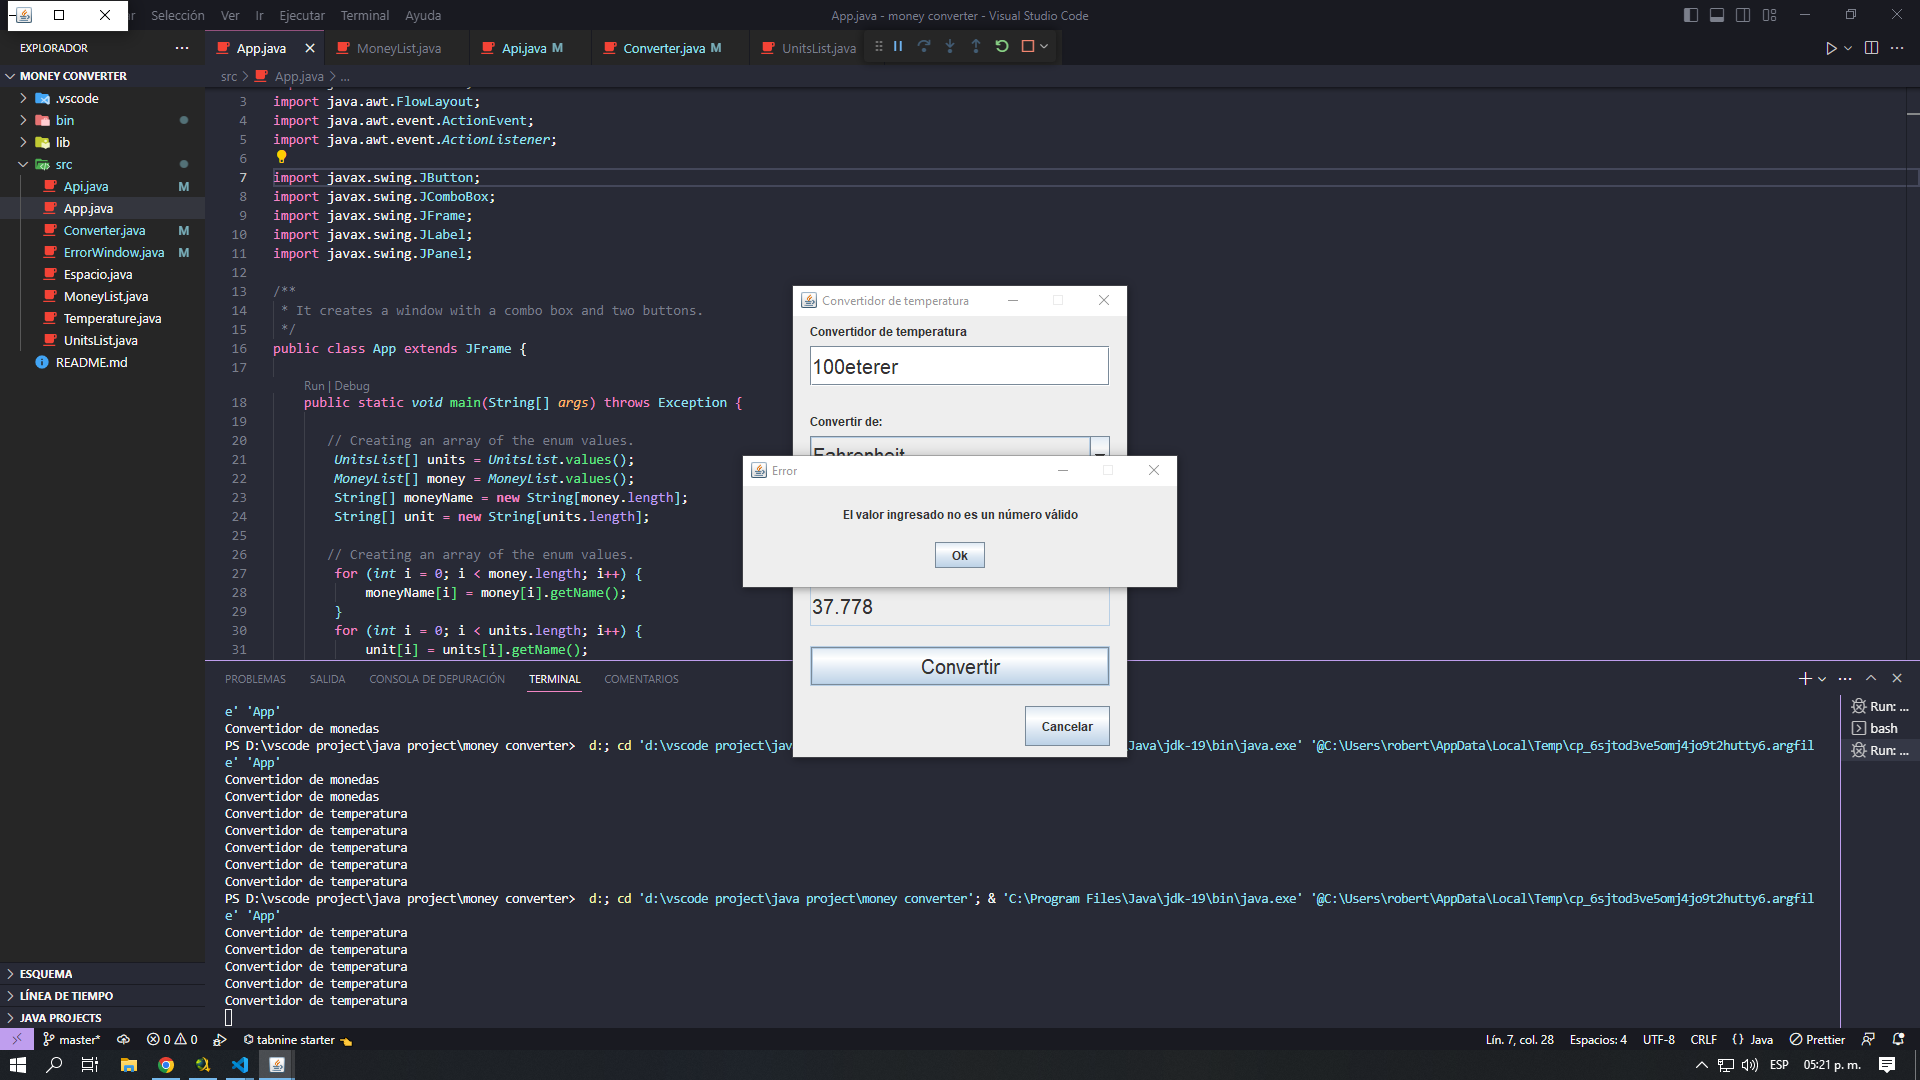 Selección Ver Ir Ejecutar Terminal Ayuda
App.java - money converter - Visual Studio Code
EXPLORADOR
App.java
MoneyList.java
Api.java M
Converter.java M
UnitsList.java
MONEY CONVERTER
src > App.java > ...
.vscode
bin
lib
src
Api.java M
App.java
Converter.java M
ErrorWindow.java M
Espacio.java
MoneyList.java
Temperature.java
UnitsList.java
README.md
ESQUEMA
LÍNEA DE TIEMPO
JAVA PROJECTS
3 import java.awt.FlowLayout;
4 import java.awt.event.ActionEvent;
5 import java.awt.event.ActionListener;
6
7 import javax.swing.JButton;
8 import javax.swing.JComboBox;
9 import javax.swing.JFrame;
10 import javax.swing.JLabel;
11 import javax.swing.JPanel;
12
13 /**
14 * It creates a window with a combo box and two buttons.
15 */
16 public class App extends JFrame {
17
Run | Debug
18 public static void main(String[] args) throws Exception {
19
20 // Creating an array of the enum values.
21 UnitsList[] units = UnitsList.values();
22 MoneyList[] money = MoneyList.values();
23 String[] moneyName = new String[money.length];
24 String[] unit = new String[units.length];
25
26 // Creating an array of the enum values.
27 for (int i = 0; i < money.length; i++) {
28 moneyName[i] = money[i].getName();
29 }
30 for (int i = 0; i < units.length; i++) {
31 unit[i] = units[i].getName();
Convertidor de temperatura
Convertidor de temperatura
100eterer
Convertir de:
Fahrenheit
Error
El valor ingresado no es un número válido
Ok
37.778
Convertir
Cancelar
PROBLEMAS SALIDA CONSOLA DE DEPURACIÓN TERMINAL COMENTARIOS
e' 'App'
Convertidor de monedas
PS D:\vscode project\java project\money converter> d:; cd 'd:\vscode project\jav
Java\jdk-19\bin\java.exe' '@C:\Users\robert\AppData\Local\Temp\cp_6sjtod3ve5omj4jo9t2hutty6.argfil
e' 'App'
Convertidor de monedas
Convertidor de monedas
Convertidor de temperatura
Convertidor de temperatura
Convertidor de temperatura
Convertidor de temperatura
Convertidor de temperatura
PS D:\vscode project\java project\money converter> d:; cd 'd:\vscode project\java project\money converter'; & 'C:\Program Files\Java\jdk-19\bin\java.exe' '@C:\Users\robert\AppData\Local\Temp\cp_6sjtod3ve5omj4jo9t2hutty6.argfil
e' 'App'
Convertidor de temperatura
Convertidor de temperatura
Convertidor de temperatura
Convertidor de temperatura
Convertidor de temperatura
Run: ...
bash
Run: ...
master*
0 0
tabnine starter
Lín. 7, col. 28
Espacios: 4
UTF-8
CRLF
{ } Java
Prettier
ESP
05:21 p. m.